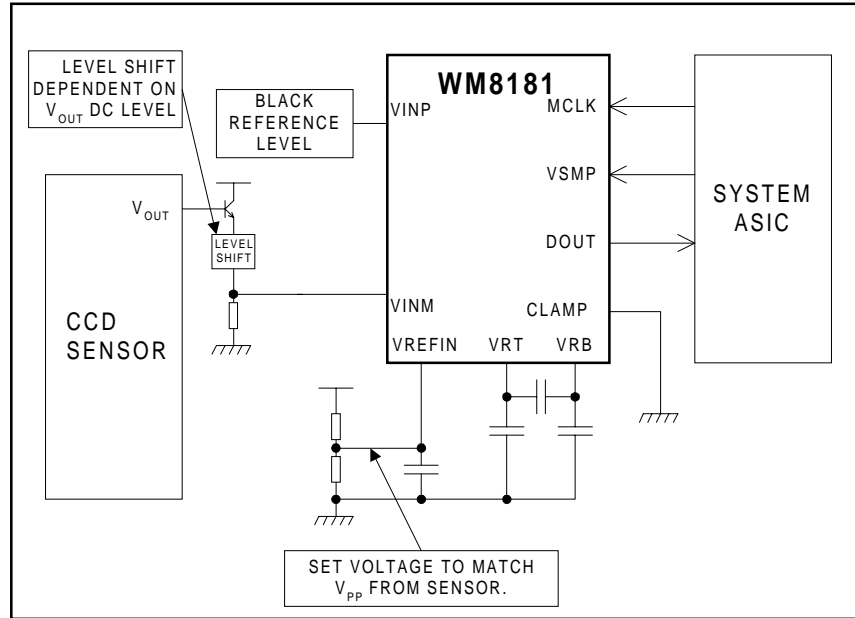 LEVEL SHIFT
DEPENDENT ON
VOUT DC LEVEL
BLACK
REFERENCE
LEVEL
WM8181
VINP
MCLK
VSMP
DOUT
VINM
CLAMP
VREFIN
VRT
VRB
SYSTEM
ASIC
VOUT
LEVEL
SHIFT
CCD
SENSOR
SET VOLTAGE TO MATCH
VPP FROM SENSOR.